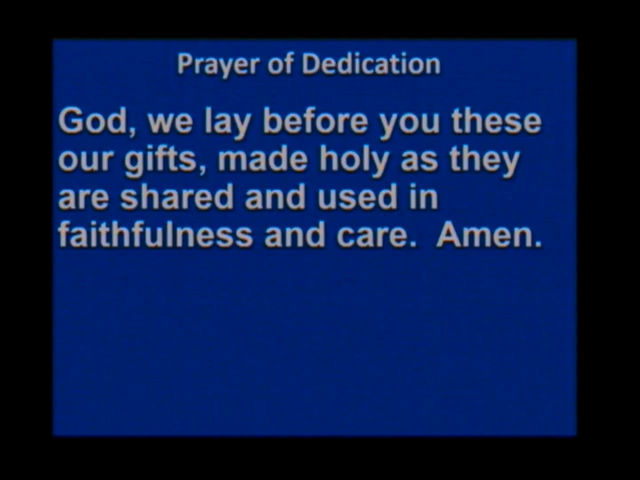 Prayer of Dedication
God, we lay before you these
our gifts, made holy as they
are shared and used in
faithfulness and care.  Amen.